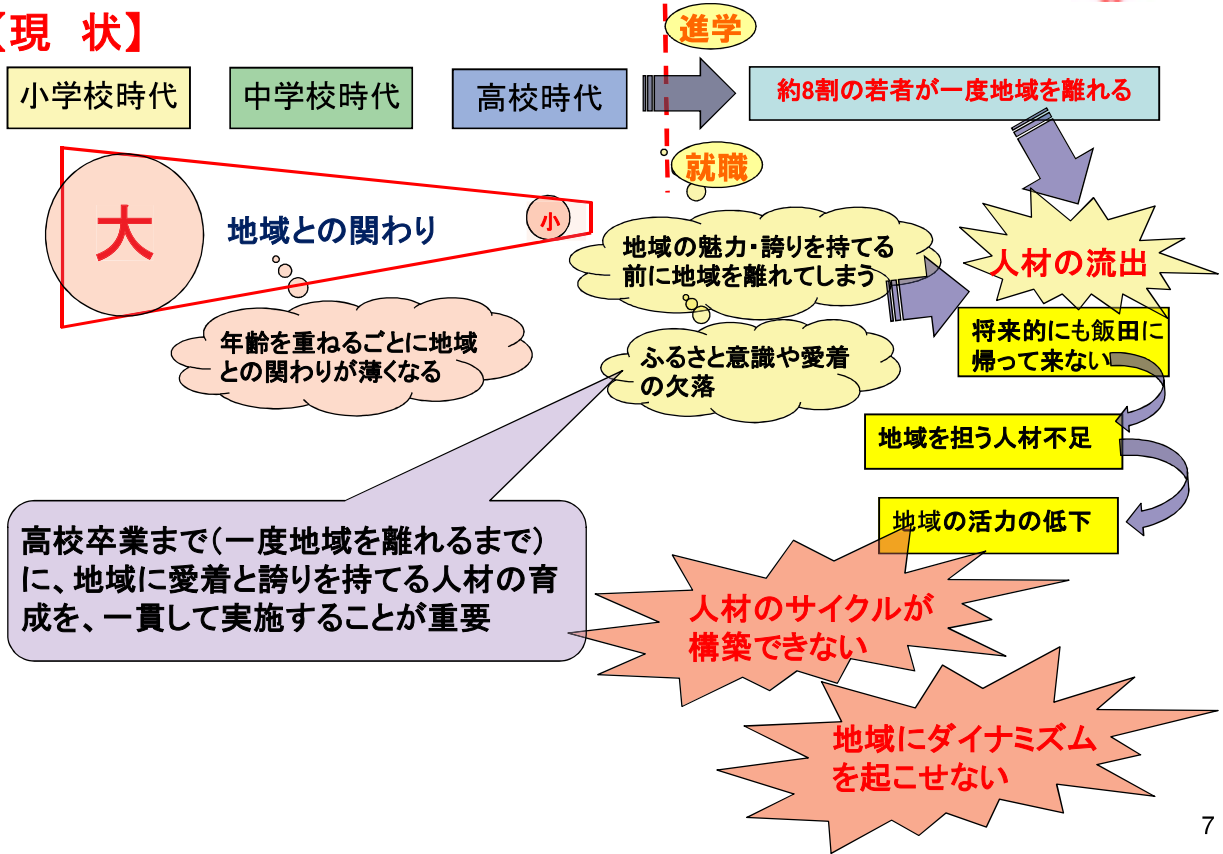 【現　状】
進学
小学校時代
中学校時代
高校時代
約8割の若者が一度地域を離れる
就職
大
地域との関わり
小
地域の魅力・誇りを持てる
前に地域を離れてしまう
人材の流出
年齢を重ねるごとに地域
との関わりが薄くなる
ふるさと意識や愛着
の欠落
将来的にも飯田に
帰って来ない
地域を担う人材不足
地域の活力の低下
高校卒業まで（一度地域を離れるまで）
に、地域に愛着と誇りを持てる人材の育
成を、一貫して実施することが重要
人材のサイクルが
構築できない
地域にダイナミズム
を起こせない
7